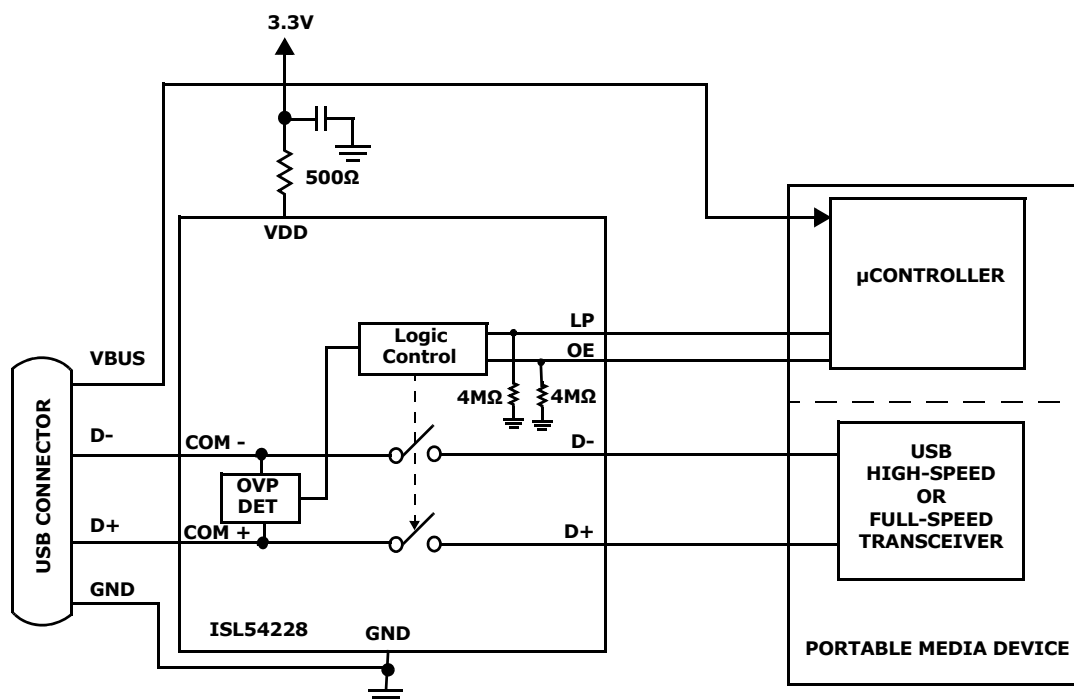 3.3V
500Ω
VDD
µCONTROLLER
LP
Logic
Control
OE
VBUS
4MΩ
4MΩ
D-
COM -
D-
USB
HIGH-SPEED
OR
FULL-SPEED
TRANSCEIVER
OVP
DET
USB CONNECTOR
D+
COM +
D+
GND
ISL54228
GND
PORTABLE MEDIA DEVICE